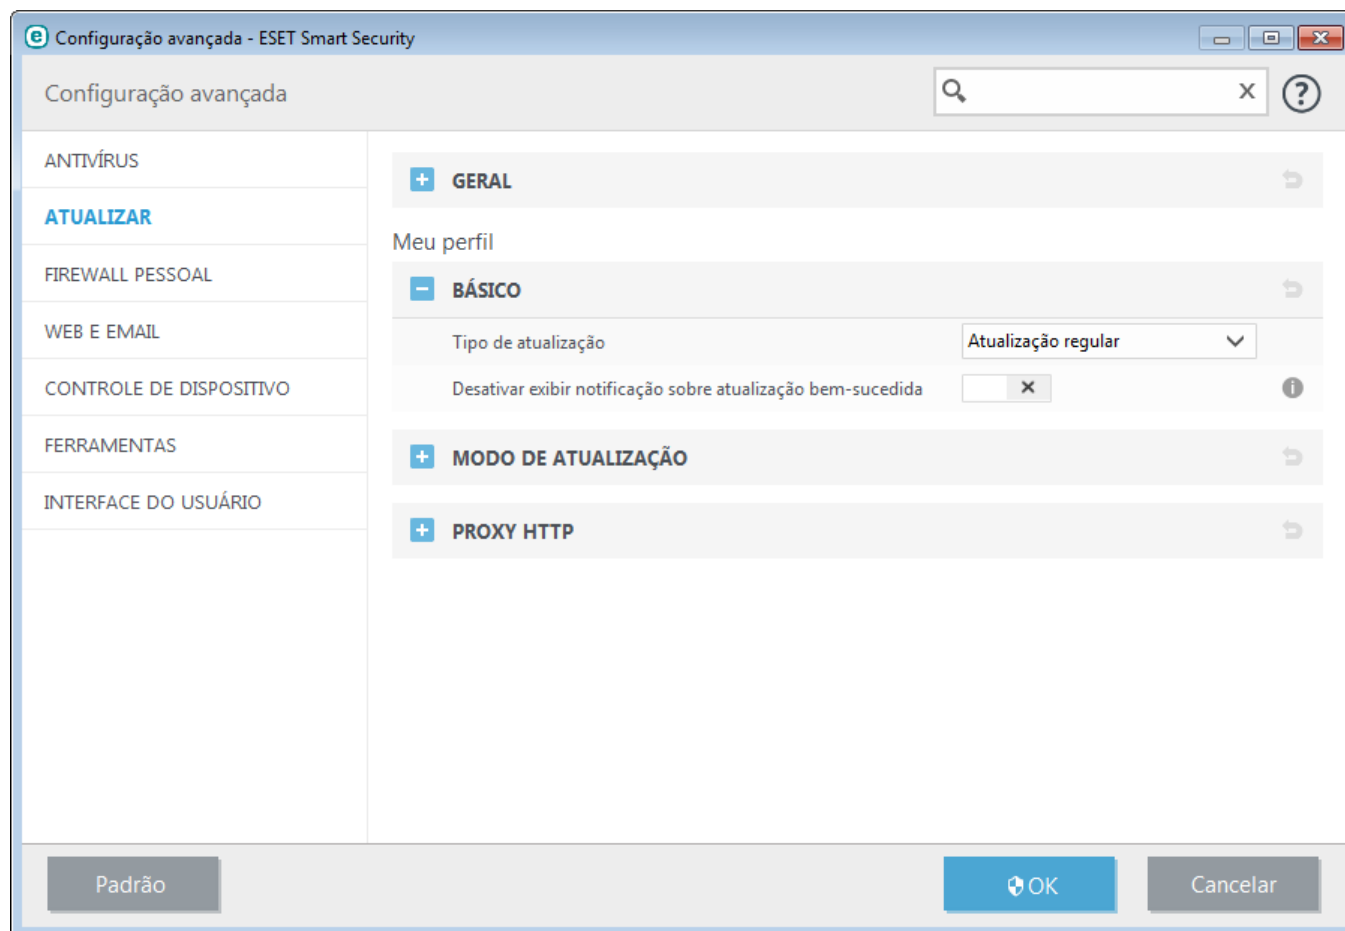 Configuração avançada - ESET Smart Security
Configuração avançada
ANTIVÍRUS
ATUALIZAR
FIREWALL PESSOAL
WEB E EMAIL
CONTROLE DE DISPOSITIVO
FERRAMENTAS
INTERFACE DO USUÁRIO
GERAL
Meu perfil
BÁSICO
Tipo de atualização Atualização regular
Desativar exibir notificação sobre atualização bem-sucedida
MODO DE ATUALIZAÇÃO
PROXY HTTP
Padrão OK Cancelar